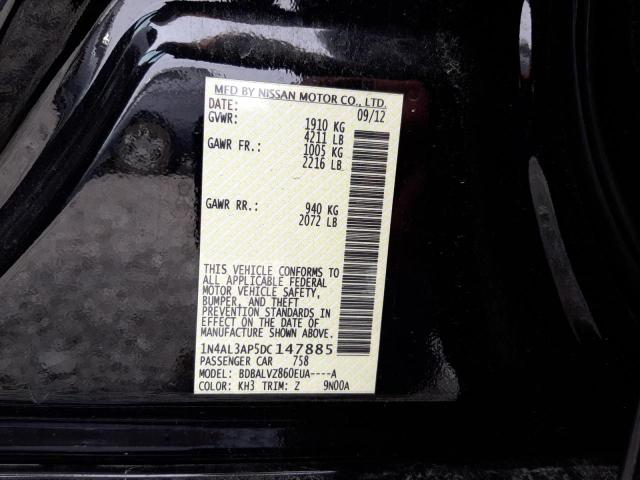 MFD BY NISSAN MOTOR CO., LTD.
DATE: 09/12
GVWR: 1910 KG
4211 LB
GAWR FR.: 1005 KG
2216 LB
GAWR RR.: 940 KG
2072 LB
THIS VEHICLE CONFORMS TO
ALL APPLICABLE FEDERAL
MOTOR VEHICLE SAFETY,
BUMPER, AND THEFT
PREVENTION STANDARDS IN
EFFECT ON THE DATE OF
MANUFACTURE SHOWN ABOVE.
1N4AL3AP5DC147885
PASSENGER CAR 758
MODEL: BDBALVZ860EUA----A
COLOR: KH3 TRIM: Z 9N00A